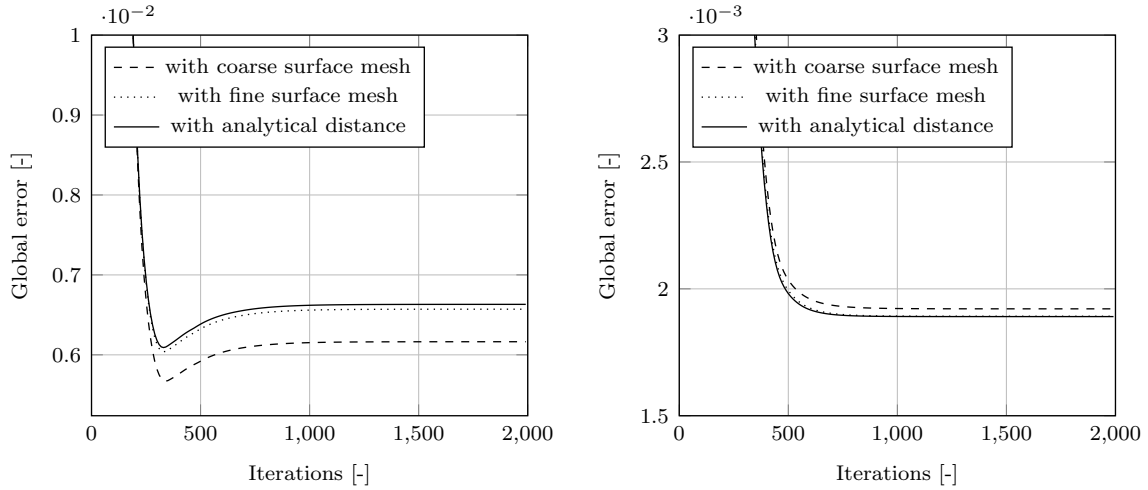 ·10−2
1
0.9
0.8
0.7
0.6
0
500
1,000
1,500
2,000
Iterations [-]
Global error [-]
with coarse surface mesh
with fine surface mesh
with analytical distance
·10−3
3
2.5
2
1.5
0
500
1,000
1,500
2,000
Iterations [-]
Global error [-]
with coarse surface mesh
with fine surface mesh
with analytical distance